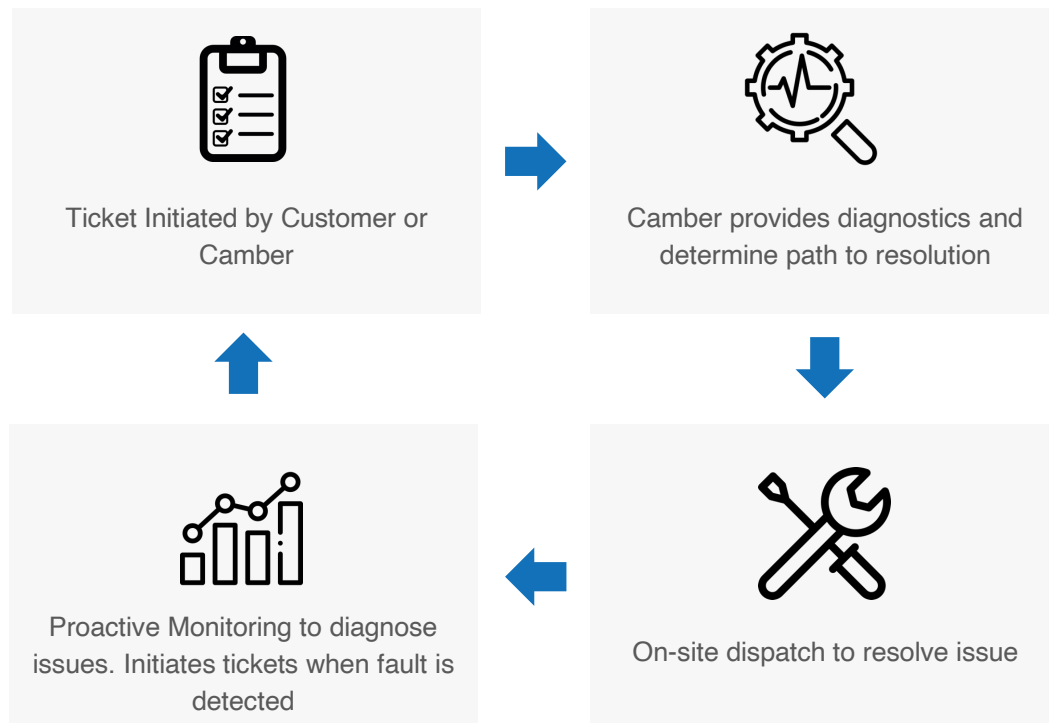 Ticket Initiated by Customer or
Camber
Camber provides diagnostics and
determine path to resolution
Proactive Monitoring to diagnose
issues. Initiates tickets when fault is
detected
On-site dispatch to resolve issue